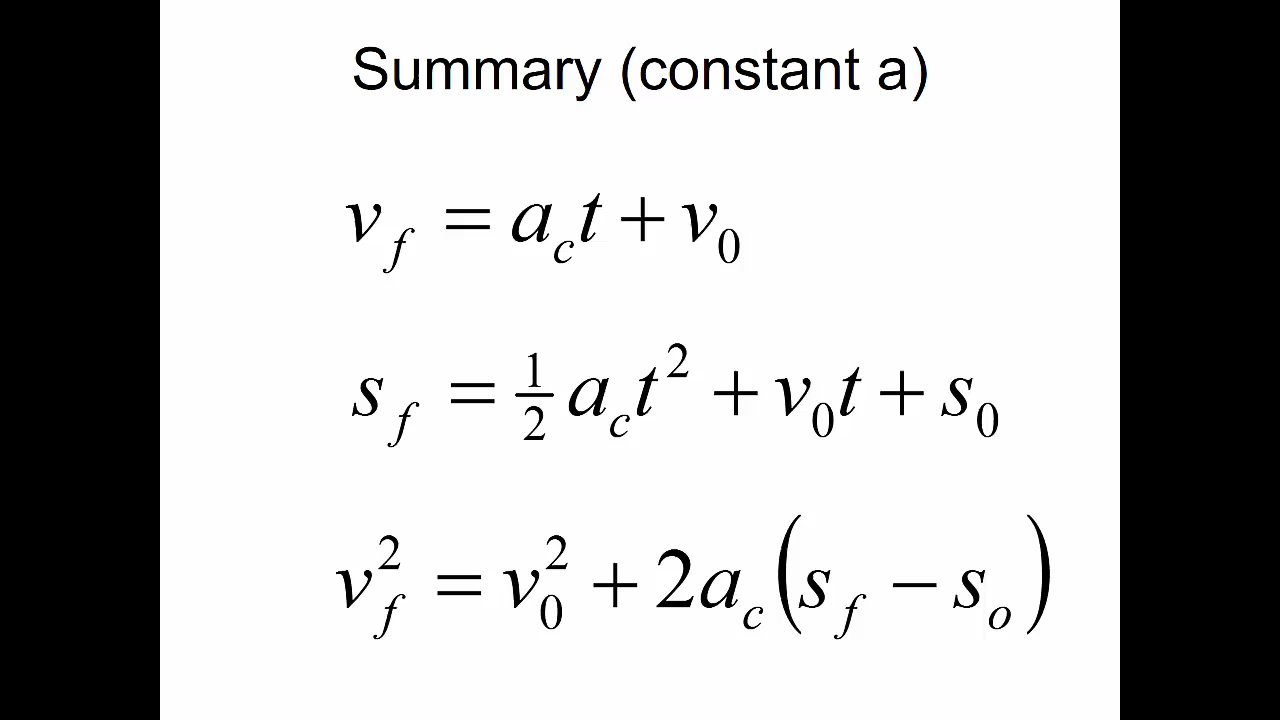 Summary (constant a)
v_f = a_c t + v_0
s_f = ½ a_c t² + v_0 t + s_0
v_f² = v_0² + 2a_c (s_f − s_o)